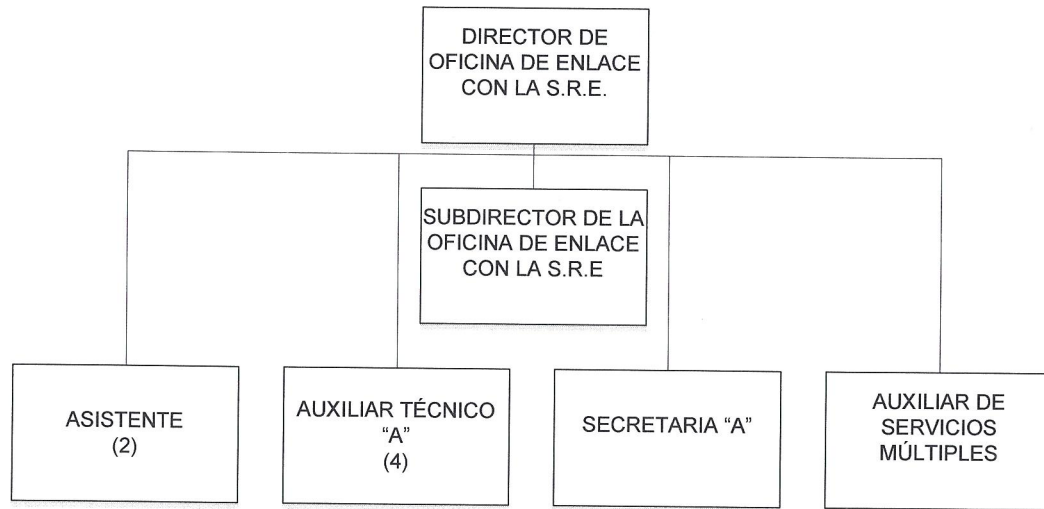 DIRECTOR DE
OFICINA DE ENLACE
CON LA S.R.E.
SUBDIRECTOR DE LA
OFICINA DE ENLACE
CON LA S.R.E
ASISTENTE
(2)
AUXILIAR TÉCNICO
“A”
(4)
SECRETARIA “A”
AUXILIAR DE
SERVICIOS
MÚLTIPLES